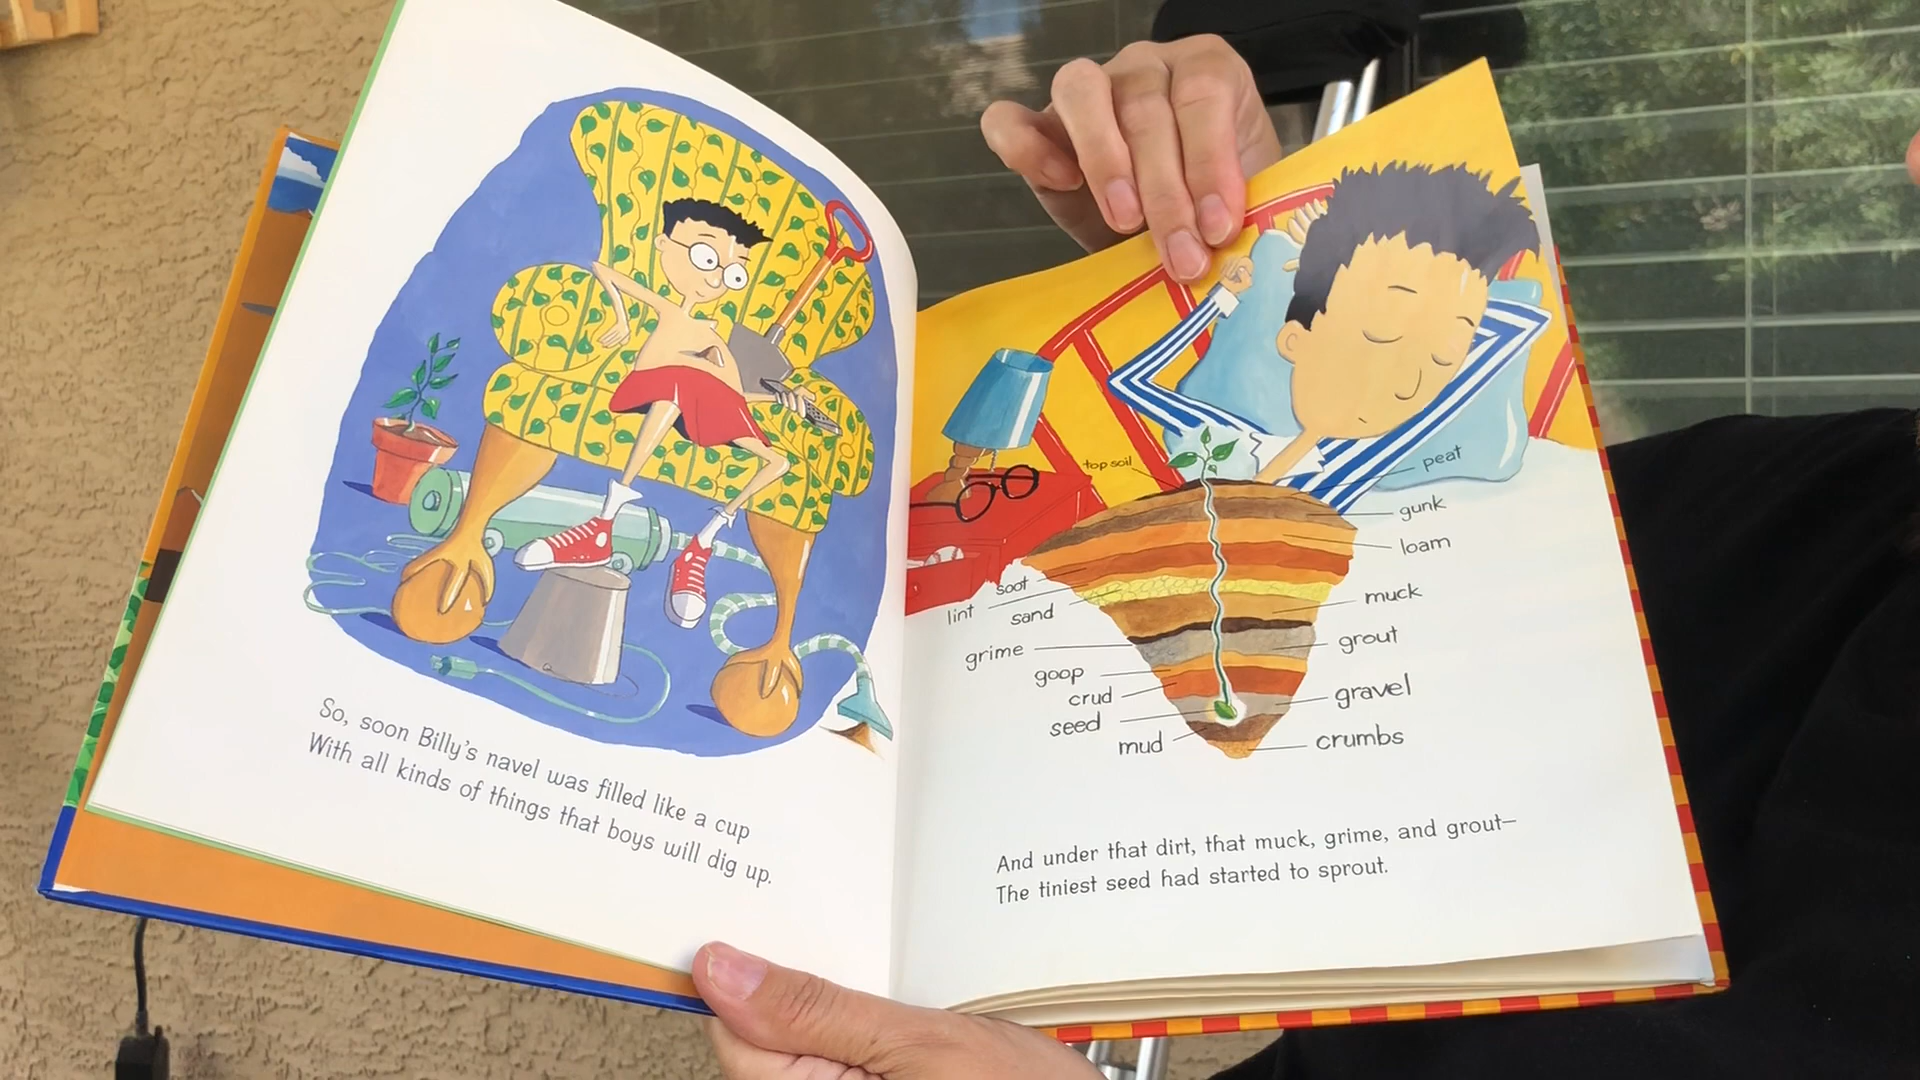 So, soon Billy's navel was filled like a cup
With all kinds of things that boys will dig up.
top soil
peat
gunk
loam
soot
lint
sand
muck
grime
grout
goop
crud
gravel
seed
mud
crumbs
And under that dirt, that muck, grime, and grout—
The tiniest seed had started to sprout.